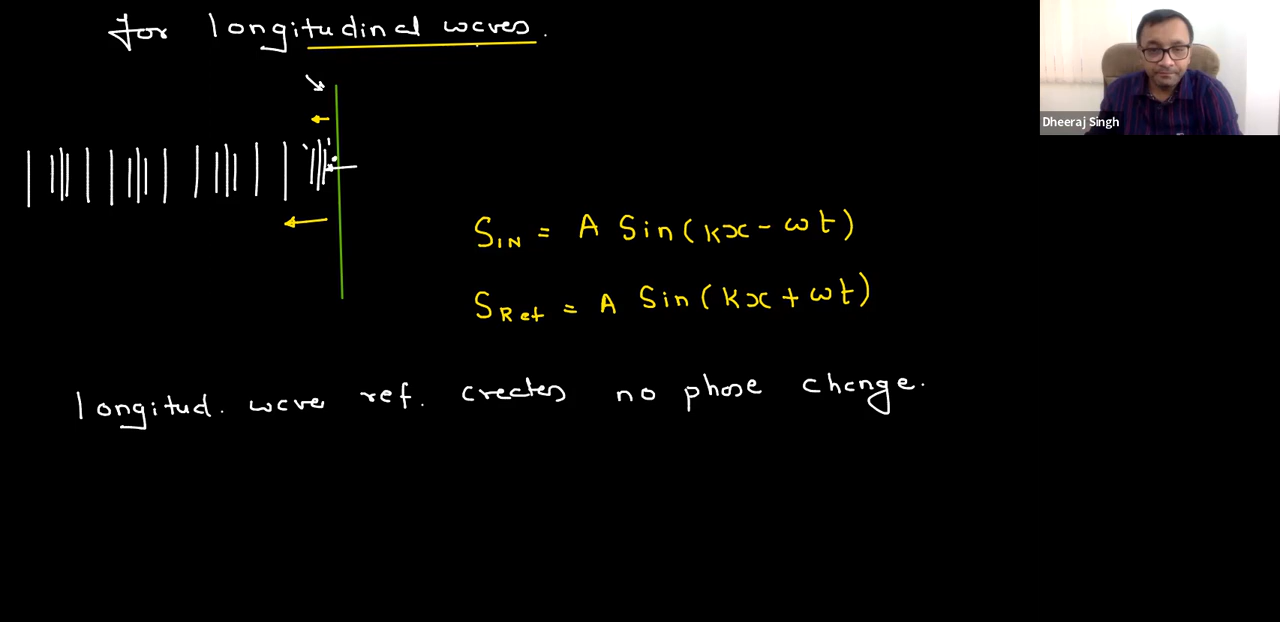 for longitudinal waves.
Dheeraj Singh
S_IN = A Sin(kx - ωt)
S_Ref = A Sin(kx + ωt)
longitud. wave ref. creates no phase change.